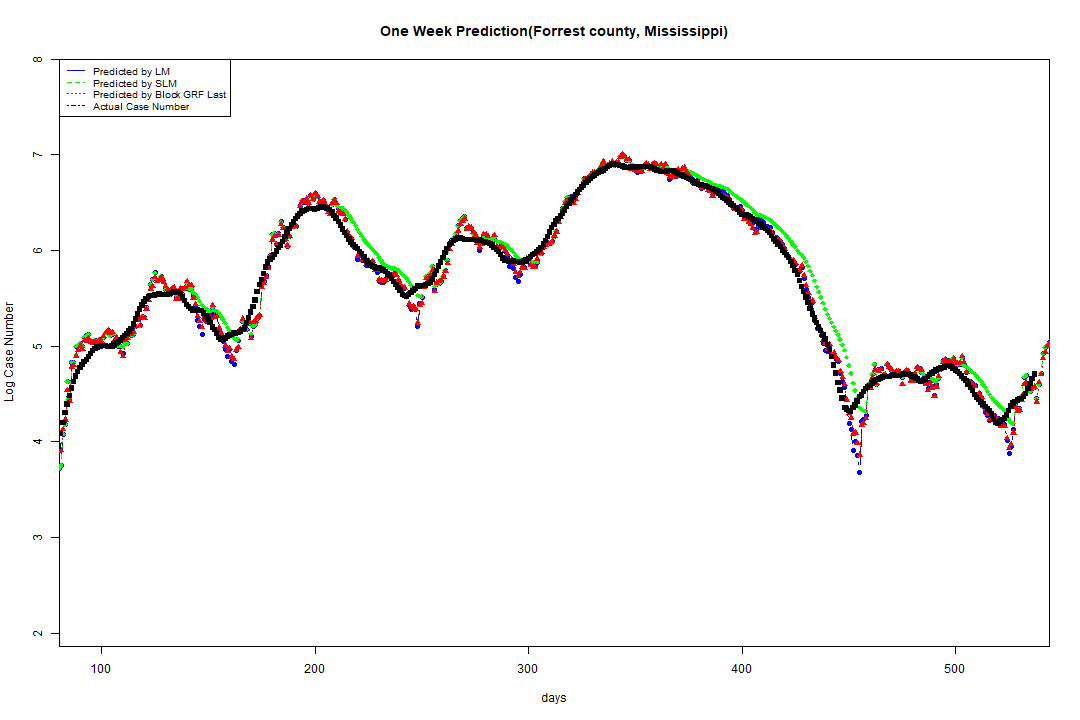 One Week Prediction(Forrest county, Mississippi)
8
Predicted by LM
Predicted by SLM
Predicted by Block GRF Last
Actual Case Number
7
6
5
4
3
2
Log Case Number
100 200 300 400 500
days